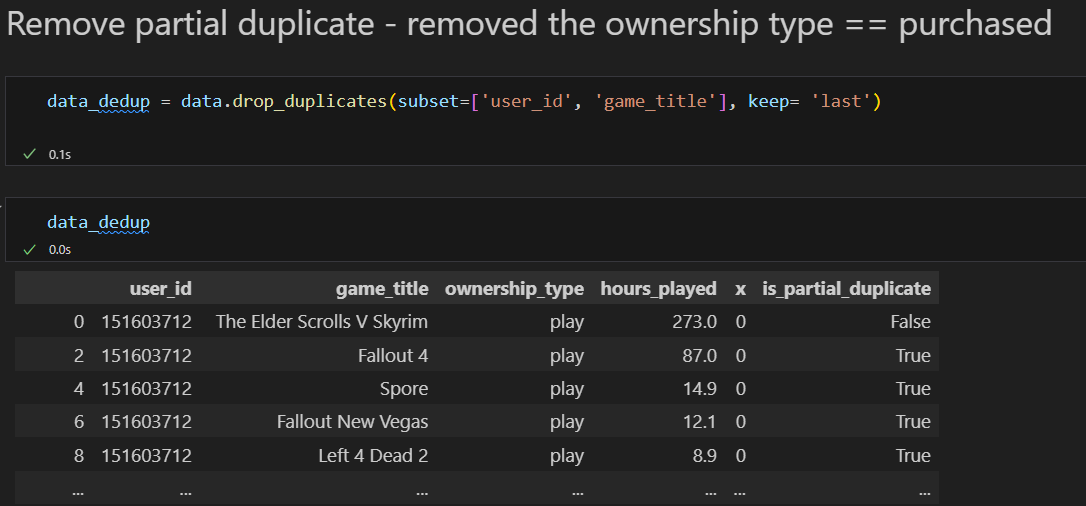 Remove partial duplicate - removed the ownership type == purchased
data_dedup = data.drop_duplicates(subset=['user_id', 'game_title'], keep= 'last')
0.1s
data_dedup
0.0s
user_id game_title ownership_type hours_played x is_partial_duplicate
0 151603712 The Elder Scrolls V Skyrim play 273.0 0 False
2 151603712 Fallout 4 play 87.0 0 True
4 151603712 Spore play 14.9 0 True
6 151603712 Fallout New Vegas play 12.1 0 True
8 151603712 Left 4 Dead 2 play 8.9 0 True
... ... ... ... ... ... ...